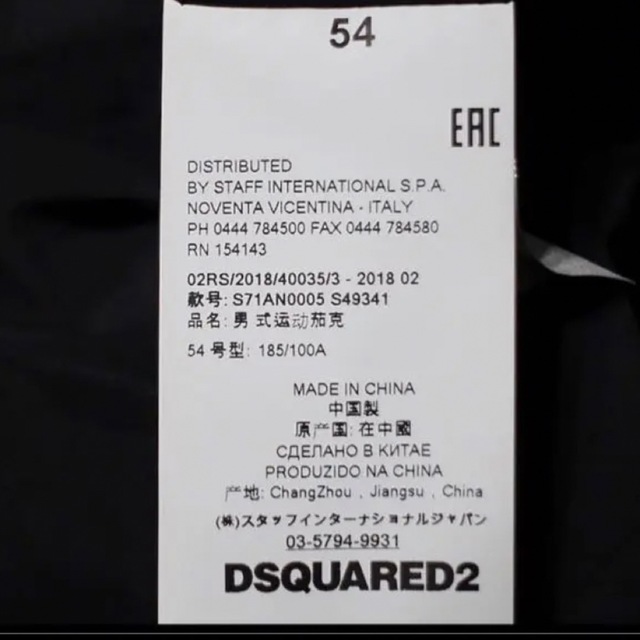 54
EAC
DISTRIBUTED
BY STAFF INTERNATIONAL S.P.A.
NOVENTA VICENTINA - ITALY
PH 0444 784500 FAX 0444 784580
RN 154143
02RS/2018/40035/3 - 2018 02
款号: S71AN0005 S49341
品名: 男 式运动茄克
54 号型: 185/100A
MADE IN CHINA
中国製
原产国: 在中國
СДЕЛАНО В КИТАЕ
PRODUZIDO NA CHINA
产地: ChangZhou , Jiangsu , China
(株)スタッフインターナショナルジャパン
03-5794-9931
DSQUARED2